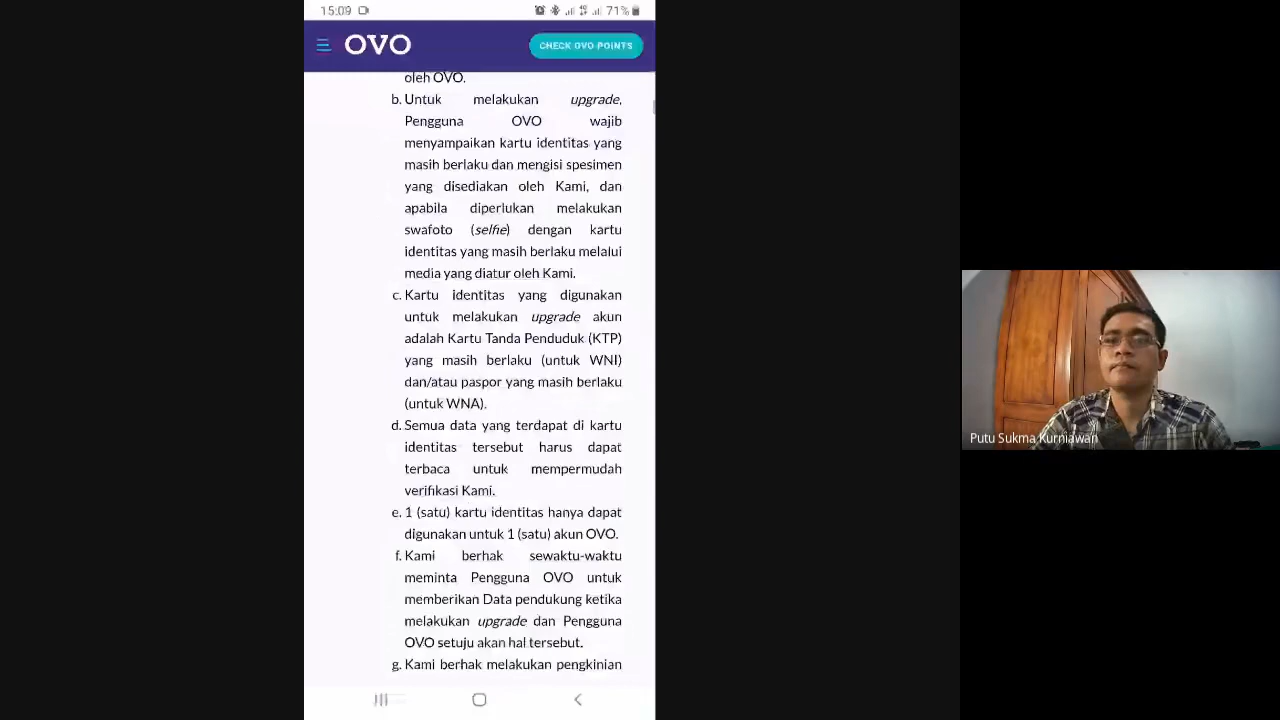 15:09
71%
OVO
CHECK OVO POINTS
oleh OVO.
b. Untuk melakukan upgrade,
Pengguna OVO wajib
menyampaikan kartu identitas yang
masih berlaku dan mengisi spesimen
yang disediakan oleh Kami, dan
apabila diperlukan melakukan
swafoto (selfie) dengan kartu
identitas yang masih berlaku melalui
media yang diatur oleh Kami.
c. Kartu identitas yang digunakan
untuk melakukan upgrade akun
adalah Kartu Tanda Penduduk (KTP)
yang masih berlaku (untuk WNI)
dan/atau paspor yang masih berlaku
(untuk WNA).
d. Semua data yang terdapat di kartu
identitas tersebut harus dapat
terbaca untuk mempermudah
verifikasi Kami.
e. 1 (satu) kartu identitas hanya dapat
digunakan untuk 1 (satu) akun OVO.
f. Kami berhak sewaktu-waktu
meminta Pengguna OVO untuk
memberikan Data pendukung ketika
melakukan upgrade dan Pengguna
OVO setuju akan hal tersebut.
g. Kami berhak melakukan pengkinian
Putu Sukma Kurniawan